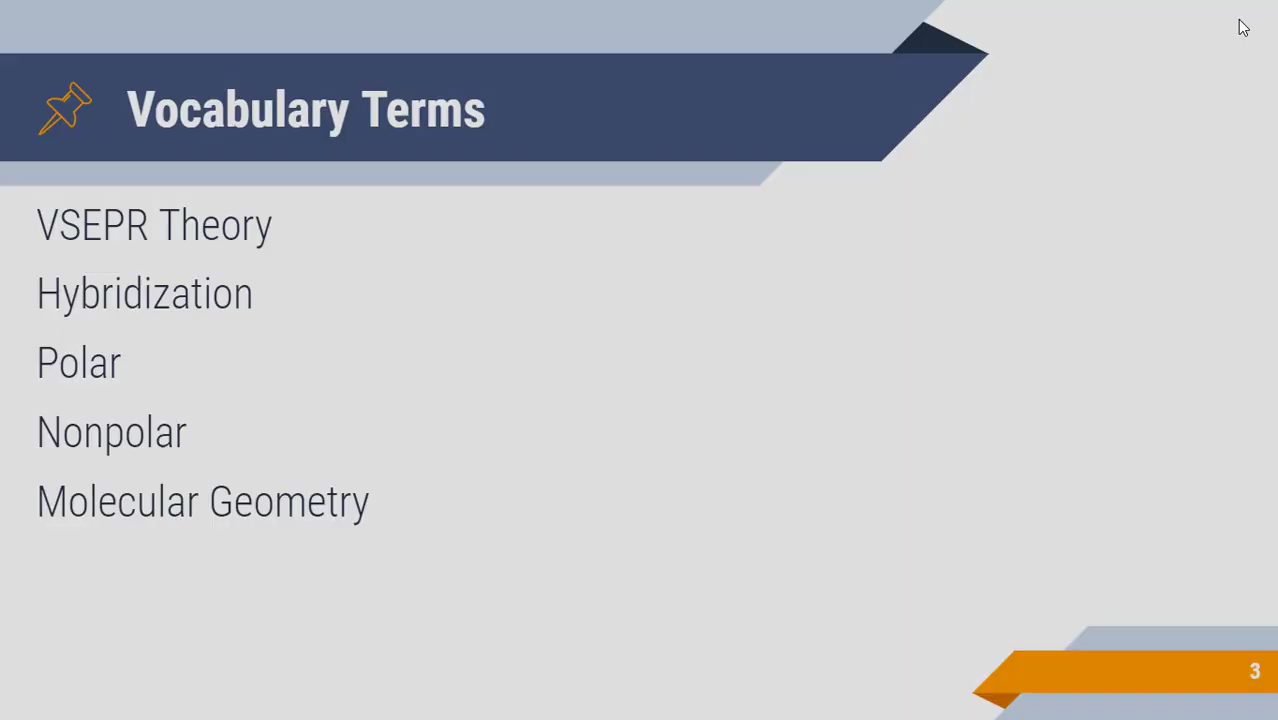 Vocabulary Terms
VSEPR Theory
Hybridization
Polar
Nonpolar
Molecular Geometry
3